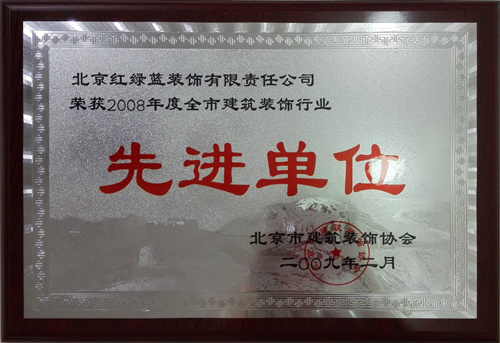 北京红绿蓝装饰有限责任公司
荣获2008年度全市建筑装饰行业
先进单位
北京市建筑装饰协会
二〇〇九年二月